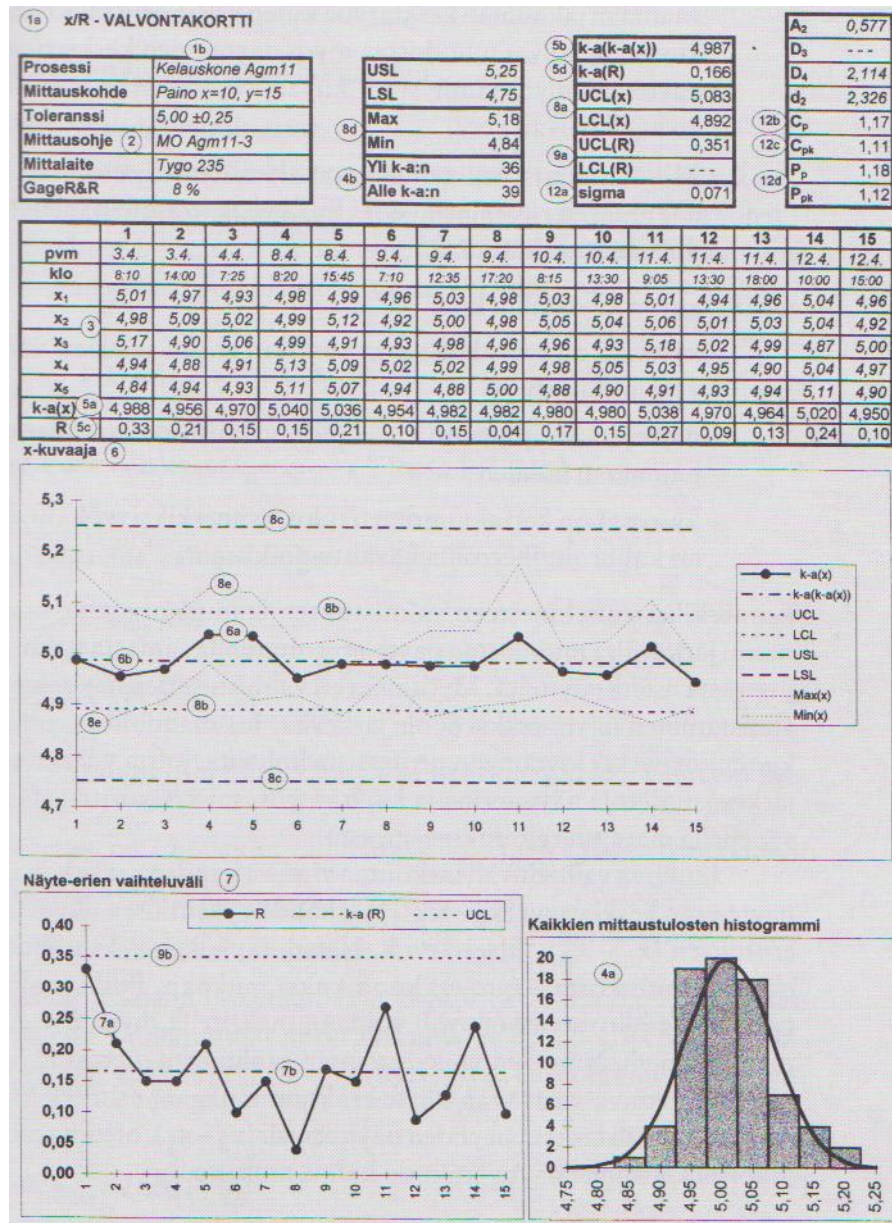 1a x/R - VALVONTAKORTTI
1b
Prosessi Kelauskone Agm11
Mittauskohde Paino x=10, y=15
Toleranssi 5,00 ±0,25
Mittausohje 2 MO Agm11-3
Mittalaite Tygo 235
GageR&R 8 %
USL 5,25
LSL 4,75
8d Max 5,18
Min 4,84
4b Yli k-a:n 36
Alle k-a:n 39
5b k-a(k-a(x)) 4,987
5d k-a(R) 0,166
8a UCL(x) 5,083
LCL(x) 4,892
9a UCL(R) 0,351
LCL(R) ---
12a sigma 0,071
A₂ 0,577
D₃ ---
D₄ 2,114
d₂ 2,326
12b Cp 1,17
12c Cpk 1,11
12d Pp 1,18
Ppk 1,12
1 2 3 4 5 6 7 8 9 10 11 12 13 14 15
pvm 3.4. 3.4. 4.4. 8.4. 8.4. 9.4. 9.4. 9.4. 10.4. 10.4. 11.4. 11.4. 11.4. 12.4. 12.4.
klo 8:10 14:00 7:25 8:20 15:45 7:10 12:35 17:20 8:15 13:30 9:05 13:30 18:00 10:00 15:00
x₁ 5,01 4,97 4,93 4,98 4,99 4,96 5,03 4,98 5,03 4,98 5,01 4,94 4,96 5,04 4,96
x₂ 3 4,98 5,09 5,02 4,99 5,12 4,92 5,00 4,98 5,05 5,04 5,06 5,01 5,03 5,04 4,92
x₃ 5,17 4,90 5,06 4,99 4,91 4,93 4,98 4,96 4,96 4,93 5,18 5,02 4,99 4,87 5,00
x₄ 4,94 4,88 4,91 5,13 5,09 5,02 5,02 4,99 4,98 5,05 5,03 4,95 4,90 5,04 4,97
x₅ 4,84 4,94 4,93 5,11 5,07 4,94 4,88 5,00 4,88 4,90 4,91 4,93 4,94 5,11 4,90
k-a(x) 5a 4,988 4,956 4,970 5,040 5,036 4,954 4,982 4,982 4,980 4,980 5,038 4,970 4,964 5,020 4,950
R 5c 0,33 0,21 0,15 0,15 0,21 0,10 0,15 0,04 0,17 0,15 0,27 0,09 0,13 0,24 0,10
x-kuvaaja 6
5,3
8c
5,2
8e
5,1
8b
6a
5,0
6b
4,9
8e
8b
4,8
8c
4,7
1 2 3 4 5 6 7 8 9 10 11 12 13 14 15
k-a(x)
k-a(k-a(x))
UCL
LCL
USL
LSL
Max(x)
Min(x)
Näyte-erien vaihteluväli 7
R k-a (R) UCL
0,40
0,35
9b
0,30
0,25
7a
0,20
0,15
7b
0,10
0,05
0,00
1 2 3 4 5 6 7 8 9 10 11 12 13 14 15
Kaikkien mittaustulosten histogrammi
4a
20
18
16
14
12
10
8
6
4
2
0
4,75 4,80 4,85 4,90 4,95 5,00 5,05 5,10 5,15 5,20 5,25